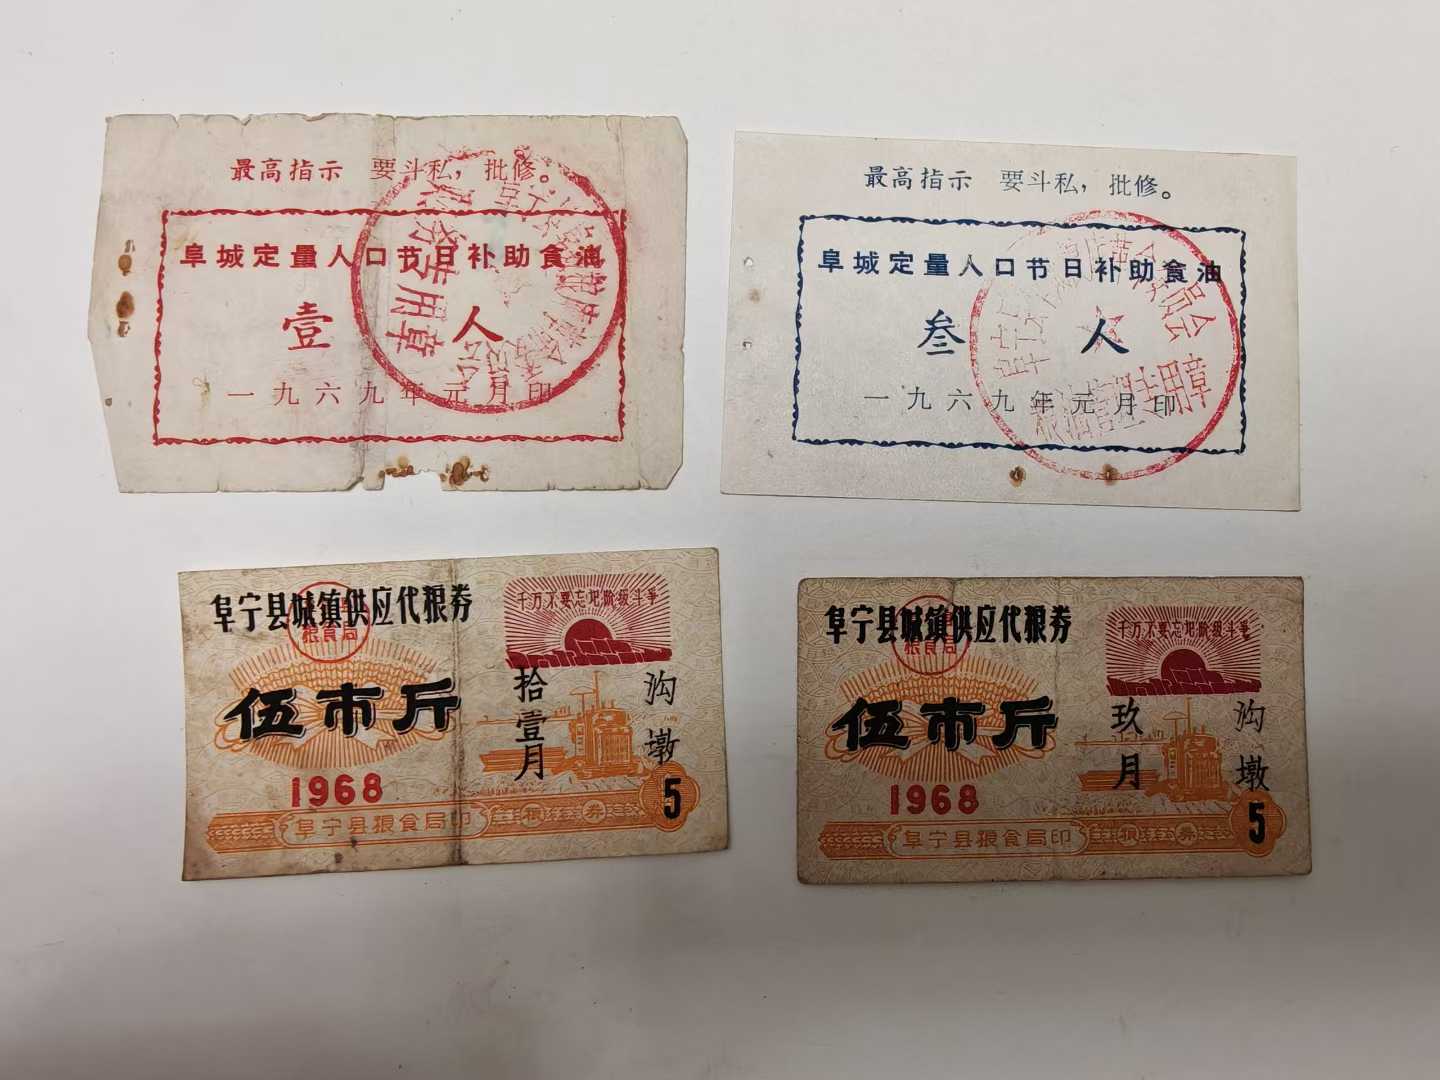 最高指示 要斗私，批修。
阜城定量人口节日补助食油
壹 人
一九六九年元月印
财务专用章
最高指示 要斗私，批修。
阜城定量人口节日补助食油
叁 人
一九六九年元月印
阜宁县城镇供应代粮券
粮食局
千万不要忘记阶级斗争
伍市斤
拾壹月
沟墩
1968
5
阜宁县粮食局印
阜宁县城镇供应代粮券
粮食局
千万不要忘记阶级斗争
伍市斤
玖月
沟墩
1968
5
阜宁县粮食局印